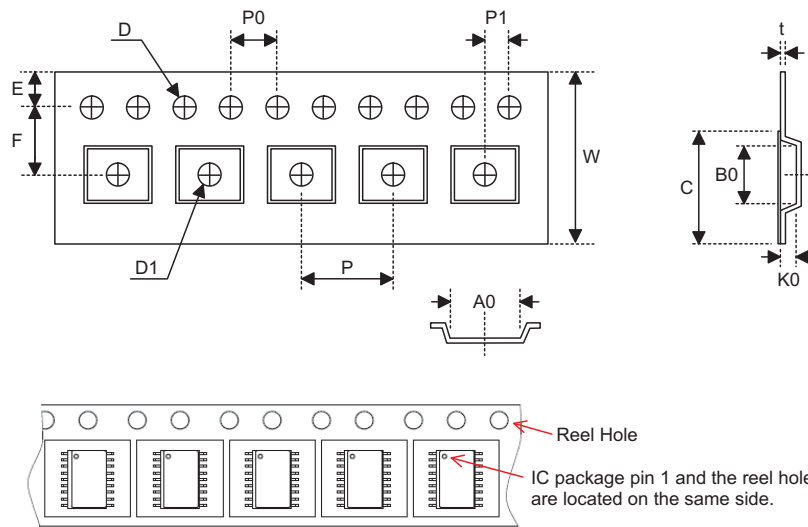 D
P0
P1
t
E
F
W
C
B0
D1
P
K0
A0
Reel Hole
IC package pin 1 and the reel hole
are located on the same side.